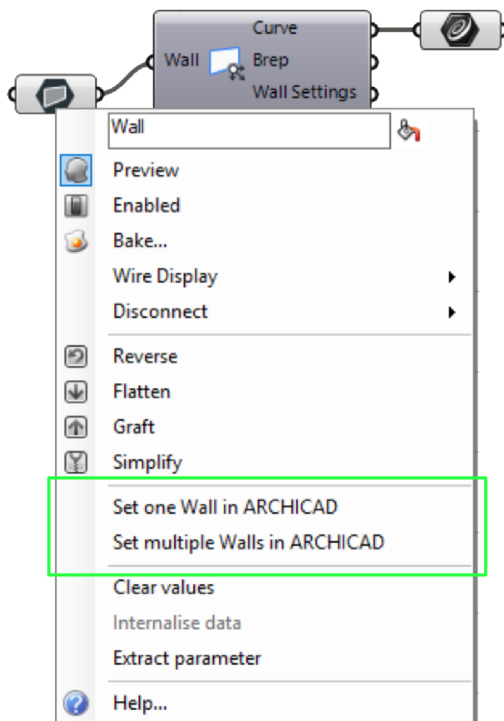 Curve
Wall
Brep
Wall Settings
Wall
Preview
Enabled
Bake...
Wire Display
Disconnect
Reverse
Flatten
Graft
Simplify
Set one Wall in ARCHICAD
Set multiple Walls in ARCHICAD
Clear values
Internalise data
Extract parameter
Help...